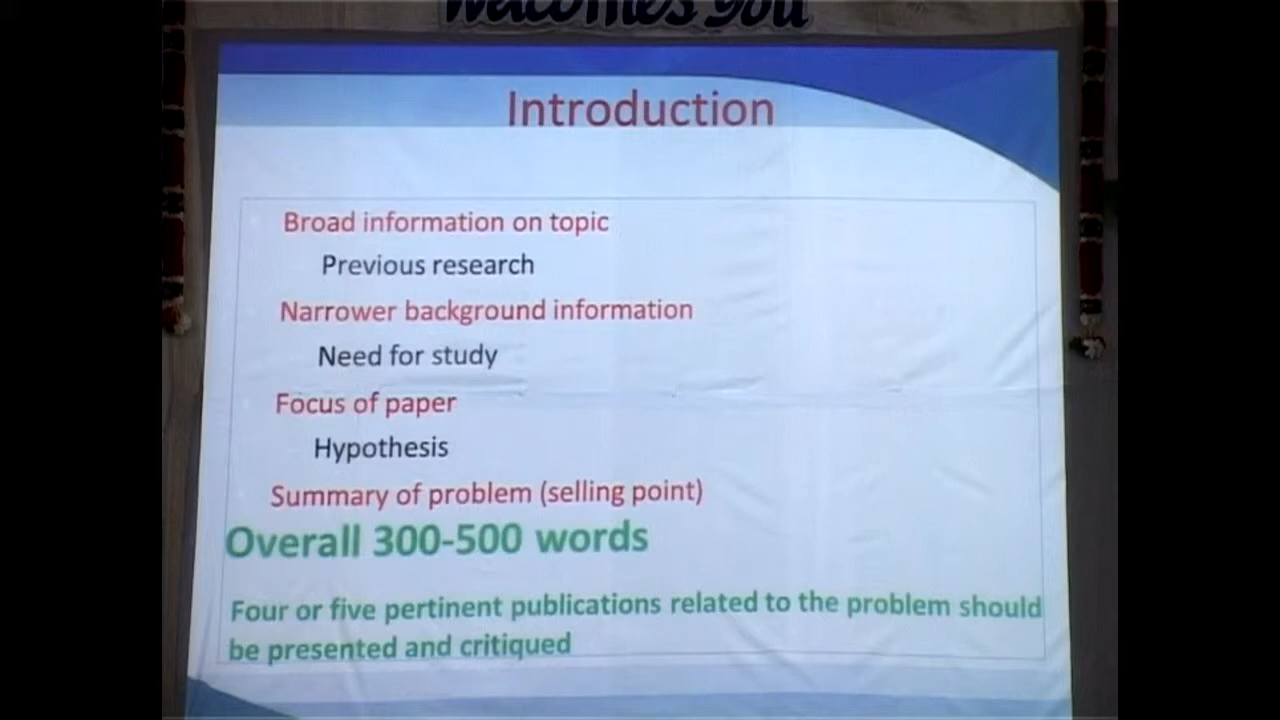 Welcomes you
Introduction
Broad information on topic
Previous research
Narrower background information
Need for study
Focus of paper
Hypothesis
Summary of problem (selling point)
Overall 300-500 words
Four or five pertinent publications related to the problem should
be presented and critiqued